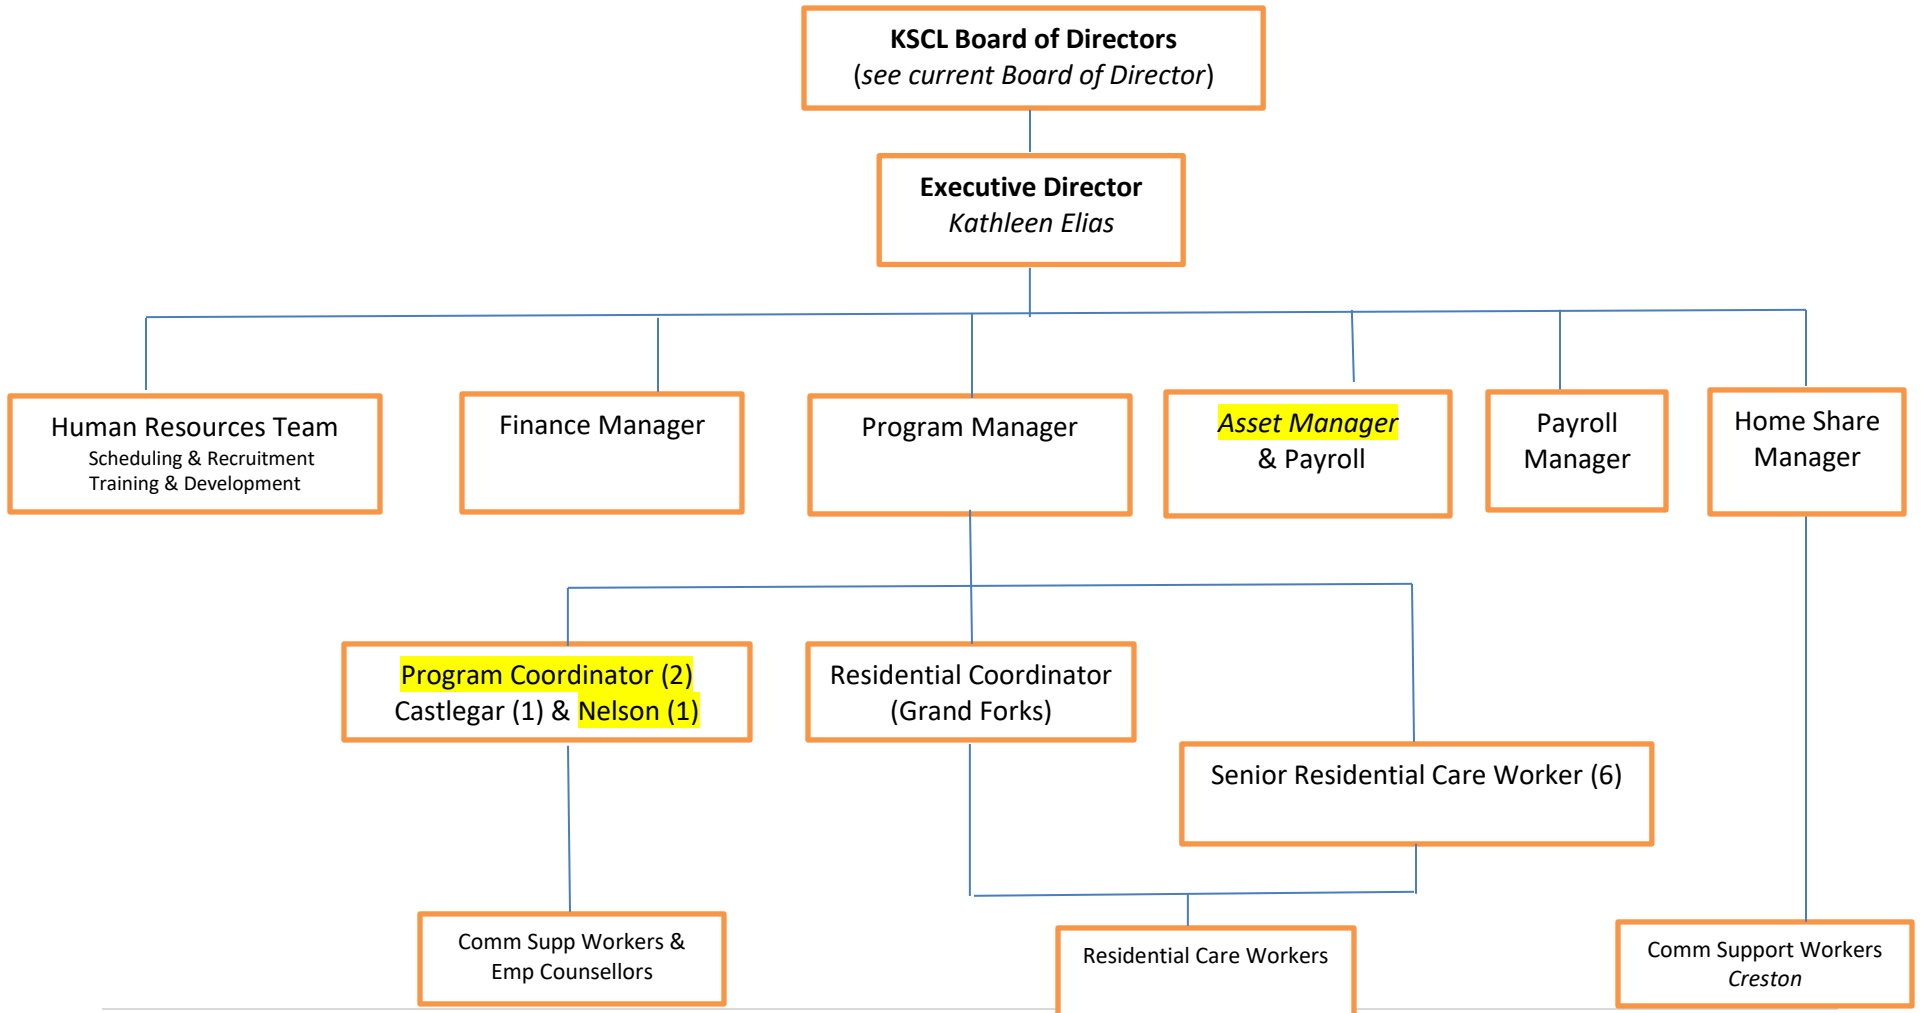 KSCL Board of Directors
(see current Board of Director)
Executive Director
Kathleen Elias
Human Resources Team
Scheduling & Recruitment
Training & Development
Finance Manager
Program Manager
Asset Manager
& Payroll
Payroll
Manager
Home Share
Manager
Program Coordinator (2)
Castlegar (1) & Nelson (1)
Residential Coordinator
(Grand Forks)
Senior Residential Care Worker (6)
Comm Supp Workers &
Emp Counsellors
Residential Care Workers
Comm Support Workers
Creston